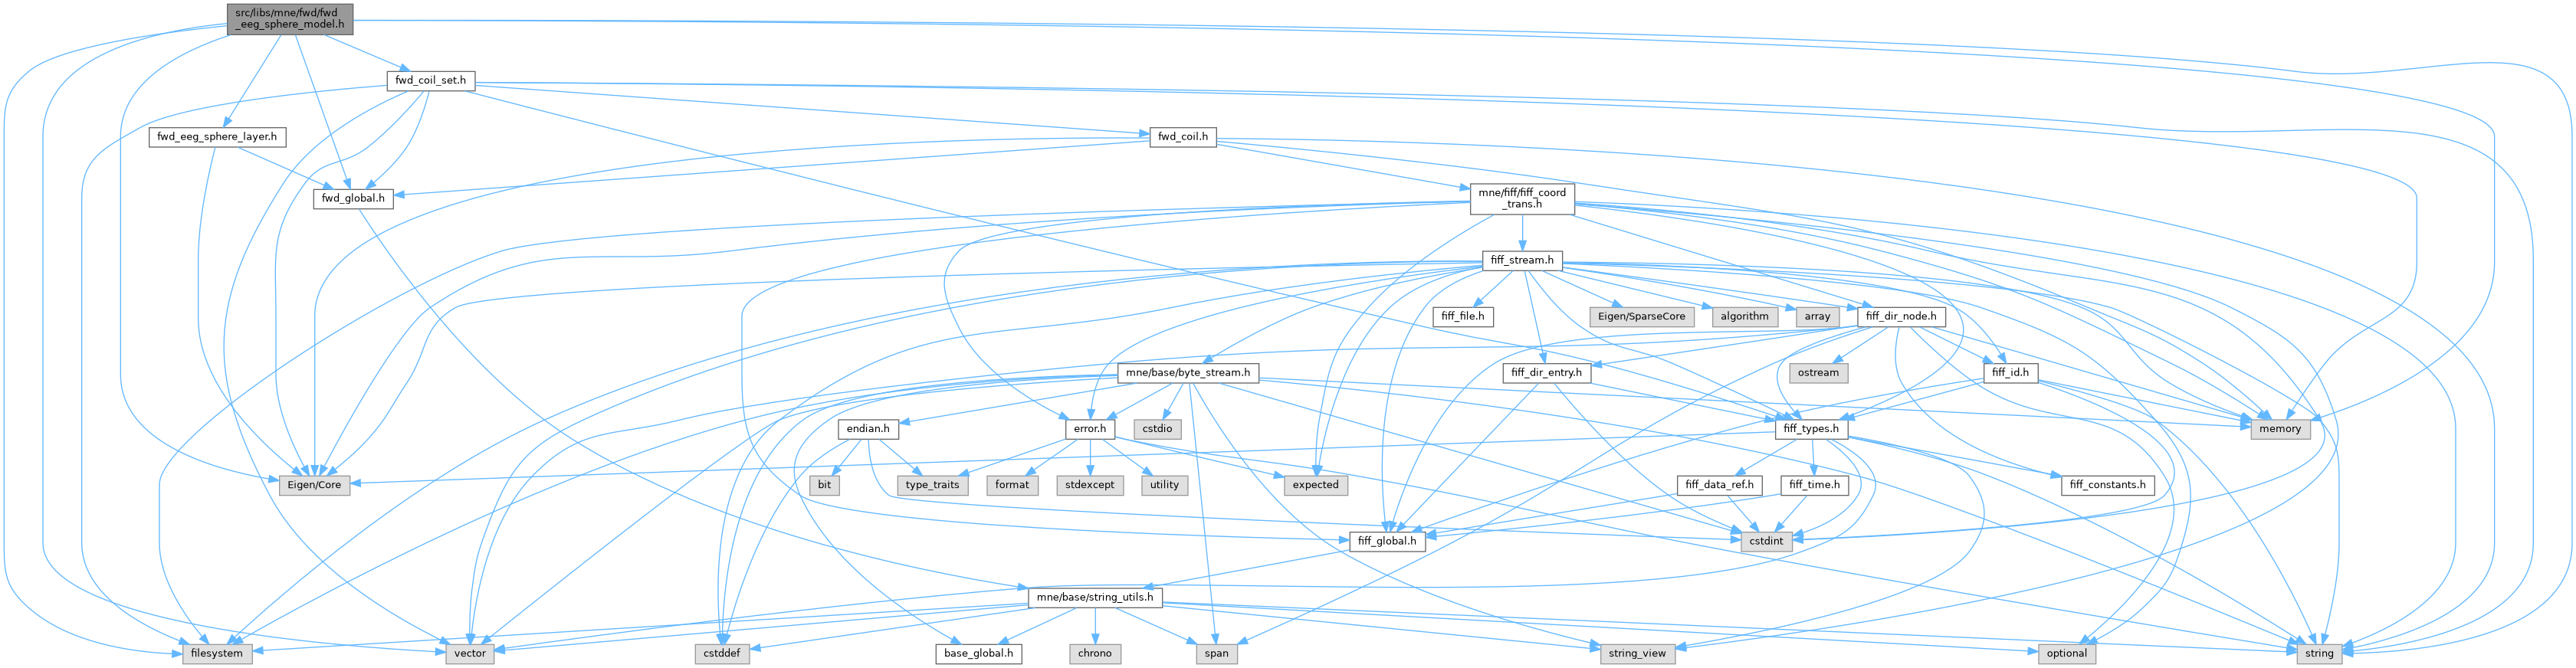 src/libs/mne/fwd/fwd
_eeg_sphere_model.h
fwd_coil_set.h
fwd_eeg_sphere_layer.h
fwd_coil.h
fwd_global.h
mne/fiff/fiff_coord
_trans.h
fiff_stream.h
fiff_file.h
Eigen/SparseCore
algorithm
array
fiff_dir_node.h
mne/base/byte_stream.h
fiff_dir_entry.h
ostream
fiff_id.h
endian.h
error.h
cstdio
fiff_types.h
memory
Eigen/Core
bit
type_traits
format
stdexcept
utility
expected
fiff_data_ref.h
fiff_time.h
fiff_constants.h
fiff_global.h
cstdint
mne/base/string_utils.h
filesystem
vector
cstddef
base_global.h
chrono
span
string_view
optional
string